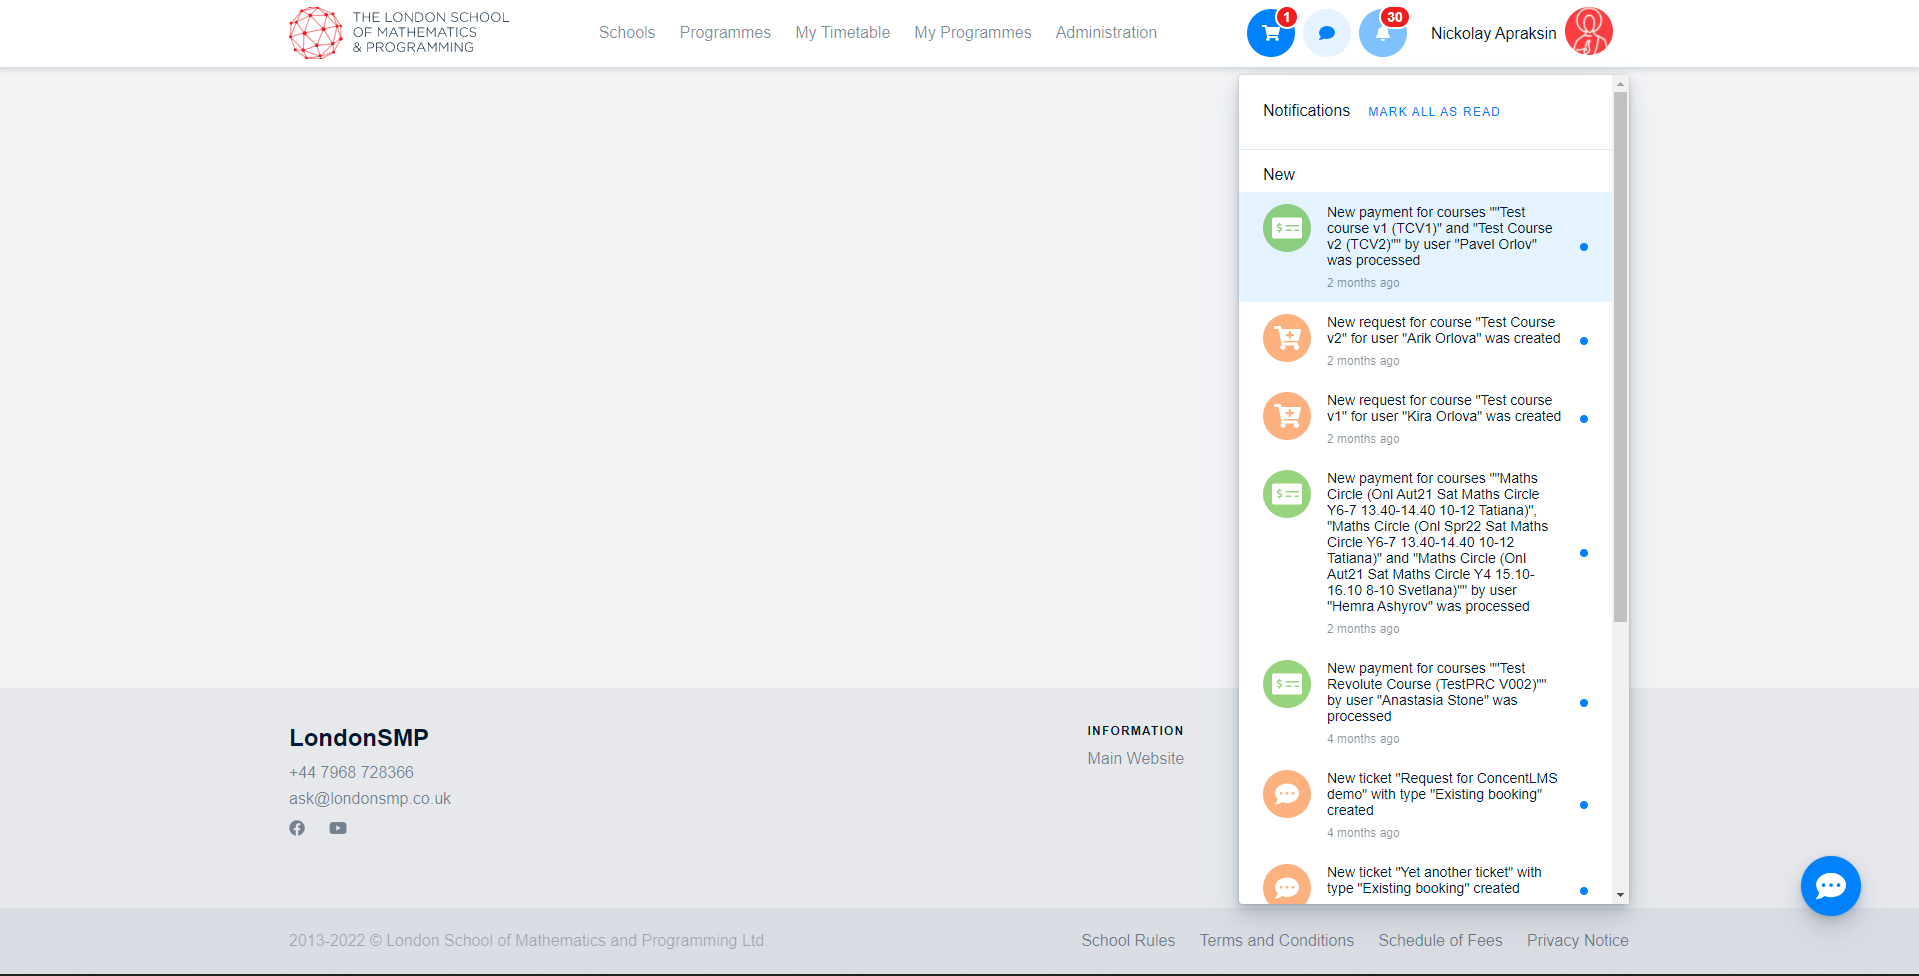 THE LONDON SCHOOL
OF MATHEMATICS
& PROGRAMMING
Schools
Programmes
My Timetable
My Programmes
Administration
1
30
Nickolay Apraksin
Notifications
MARK ALL AS READ
New
New payment for courses ""Test
course v1 (TCV1)" and "Test Course
v2 (TCV2)"" by user "Pavel Orlov"
was processed
2 months ago
New request for course "Test Course
v2" for user "Arik Orlova" was created
2 months ago
New request for course "Test course
v1" for user "Kira Orlova" was created
2 months ago
New payment for courses ""Maths
Circle (Onl Aut21 Sat Maths Circle
Y6-7 13.40-14.40 10-12 Tatiana)",
"Maths Circle (Onl Spr22 Sat Maths
Circle Y6-7 13.40-14.40 10-12
Tatiana)" and "Maths Circle (Onl
Aut21 Sat Maths Circle Y4 15.10-
16.10 8-10 Svetlana)"" by user
"Hemra Ashyrov" was processed
2 months ago
New payment for courses ""Test
Revolute Course (TestPRC V002)""
by user "Anastasia Stone" was
processed
4 months ago
New ticket "Request for ConcentLMS
demo" with type "Existing booking"
created
4 months ago
New ticket "Yet another ticket" with
type "Existing booking" created
LondonSMP
+44 7968 728366
ask@londonsmp.co.uk
INFORMATION
Main Website
2013-2022 © London School of Mathematics and Programming Ltd.
School Rules
Terms and Conditions
Schedule of Fees
Privacy Notice